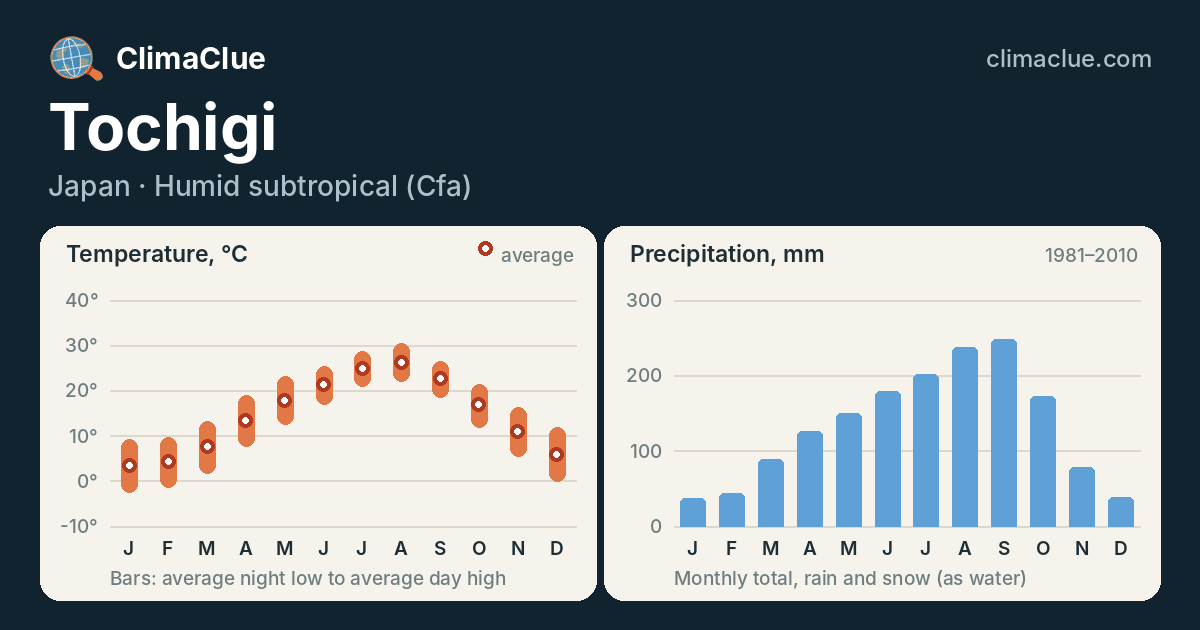 ClimaClue
climaclue.com
Tochigi
Japan · Humid subtropical (Cfa)
Temperature, °C
average
40°
30°
20°
10°
0°
-10°
J F M A M J J A S O N D
Bars: average night low to average day high
Precipitation, mm
1981–2010
300
200
100
0
J F M A M J J A S O N D
Monthly total, rain and snow (as water)